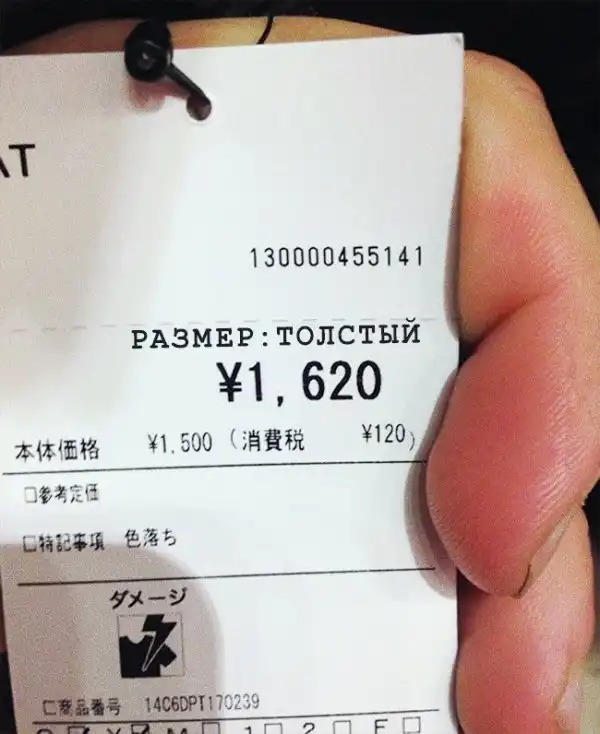 130000455141
РАЗМЕР:ТОЛСТЫЙ
¥1,620
本体価格 ¥1,500 (消費税 ¥120)
□参考定価
□特記事項 色落ち
ダメージ
□商品番号 14C6DPT170239